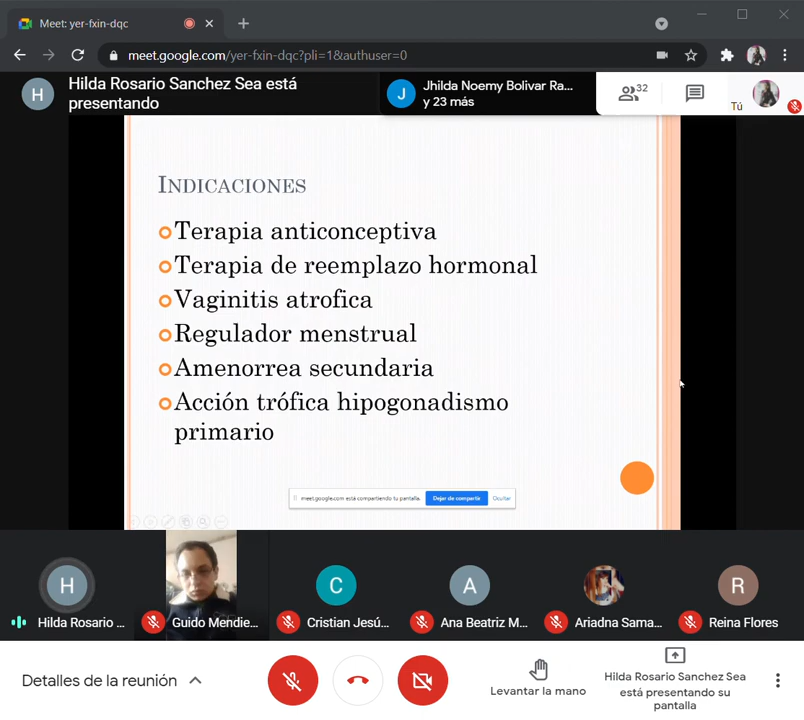 Meet: yer-fxin-dqc
meet.google.com/yer-fxin-dqc?pli=1&authuser=0
H
Hilda Rosario Sanchez Sea está
presentando
J
Jhilda Noemy Bolivar Ra...
y 23 más
32
Tú
INDICACIONES
Terapia anticonceptiva
Terapia de reemplazo hormonal
Vaginitis atrofica
Regulador menstrual
Amenorrea secundaria
Acción trófica hipogonadismo
primario
meet.google.com está compartiendo tu pantalla.
Dejar de compartir
Ocultar
H
Hilda Rosario ...
Guido Mendie...
C
Cristian Jesú...
A
Ana Beatriz M...
Ariadna Sama...
R
Reina Flores
Detalles de la reunión
Levantar la mano
Hilda Rosario Sanchez Sea
está presentando su
pantalla